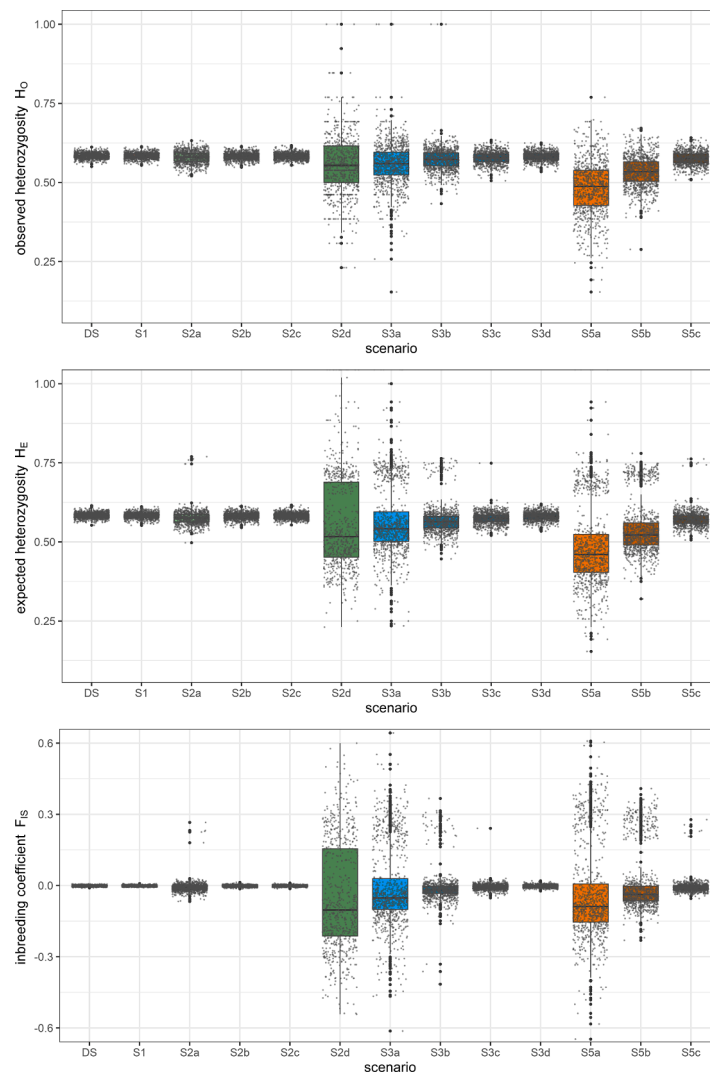 1.00
0.75
0.50
0.25
observed heterozygosity H_O
DS S1 S2a S2b S2c S2d S3a S3b S3c S3d S5a S5b S5c
scenario
1.00
0.75
0.50
0.25
expected heterozygosity H_E
DS S1 S2a S2b S2c S2d S3a S3b S3c S3d S5a S5b S5c
scenario
0.6
0.3
0.0
-0.3
-0.6
inbreeding coefficient F_IS
DS S1 S2a S2b S2c S2d S3a S3b S3c S3d S5a S5b S5c
scenario